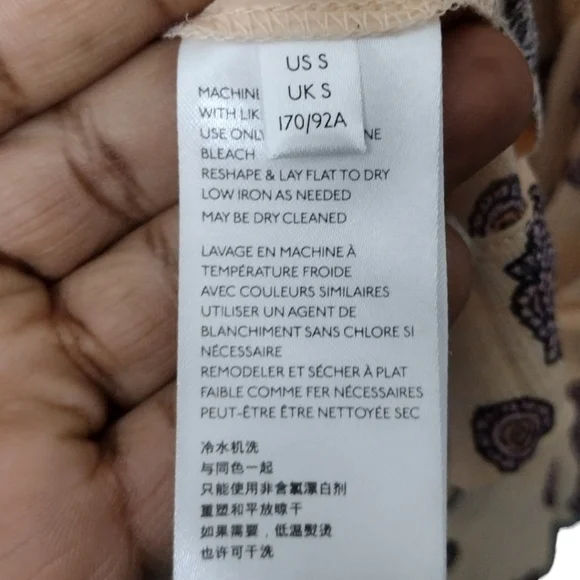 US S
UK S
170/92A
MACHIN
WITH LIK
USE ONL NE
BLEACH
RESHAPE & LAY FLAT TO DRY
LOW IRON AS NEEDED
MAY BE DRY CLEANED
LAVAGE EN MACHINE À
TEMPÉRATURE FROIDE
AVEC COULEURS SIMILAIRES
UTILISER UN AGENT DE
BLANCHIMENT SANS CHLORE SI
NÉCESSAIRE
REMODELER ET SÉCHER À PLAT
FAIBLE COMME FER NÉCESSAIRES
PEUT-ÊTRE ÊTRE NETTOYÉE SEC
冷水机洗
与同色一起
只能使用非含氯漂白剂
重塑和平放晾干
如果需要，低温熨烫
也许可干洗